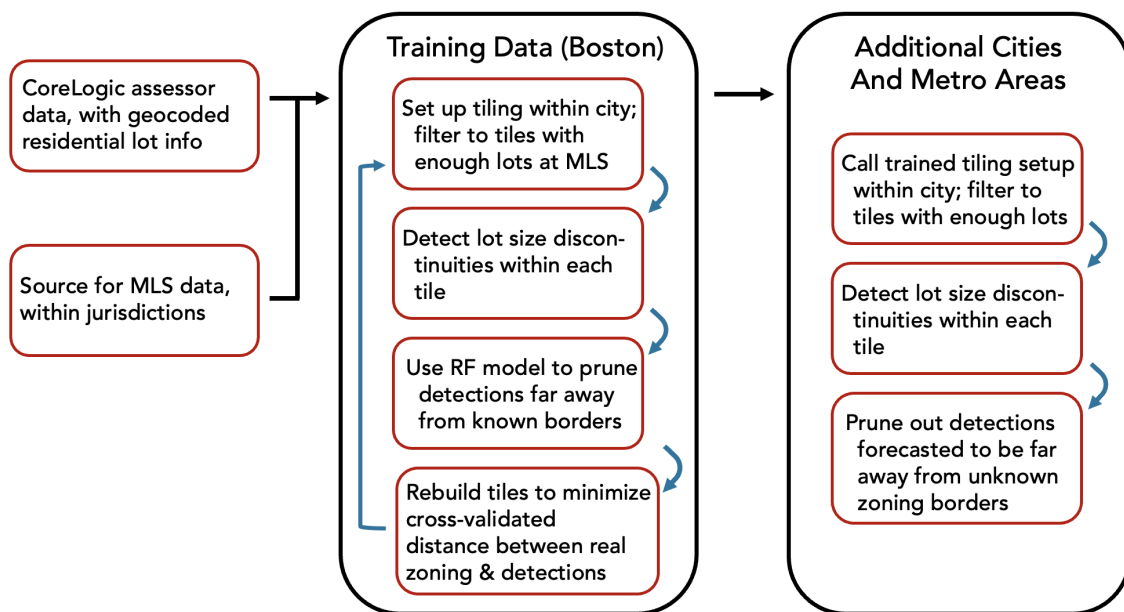 CoreLogic assessor
data, with geocoded
residential lot info
Source for MLS data,
within jurisdictions
Training Data (Boston)
Set up tiling within city;
filter to tiles with
enough lots at MLS
Detect lot size discon-
tinuities within each
tile
Use RF model to prune
detections far away
from known borders
Rebuild tiles to minimize
cross-validated
distance between real
zoning & detections
Additional Cities
And Metro Areas
Call trained tiling setup
within city; filter to
tiles with enough lots
Detect lot size discon-
tinuities within each
tile
Prune out detections
forecasted to be far
away from unknown
zoning borders